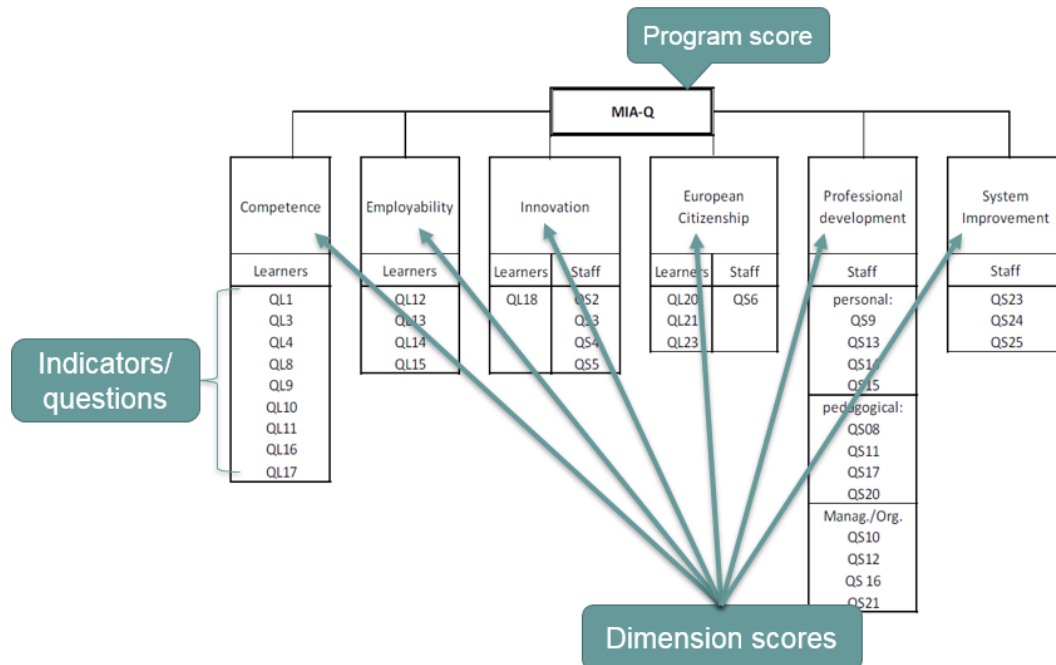 Program score
MIA-Q
Competence
Employability
Innovation
European
Citizenship
Professional
development
System
Improvement
Learners
Learners
Learners
Staff
Learners
Staff
Staff
Staff
QL1
QL3
QL4
QL8
QL9
QL10
QL11
QL16
QL17
QL12
QL13
QL14
QL15
QL18
QS2
QS3
QS4
QS5
QL20
QL21
QL23
QS6
personal:
QS9
QS13
QS14
QS15
pedagogical:
QS08
QS11
QS17
QS20
Manag./Org.
QS10
QS12
QS 16
QS21
QS23
QS24
QS25
Indicators/
questions
Dimension scores